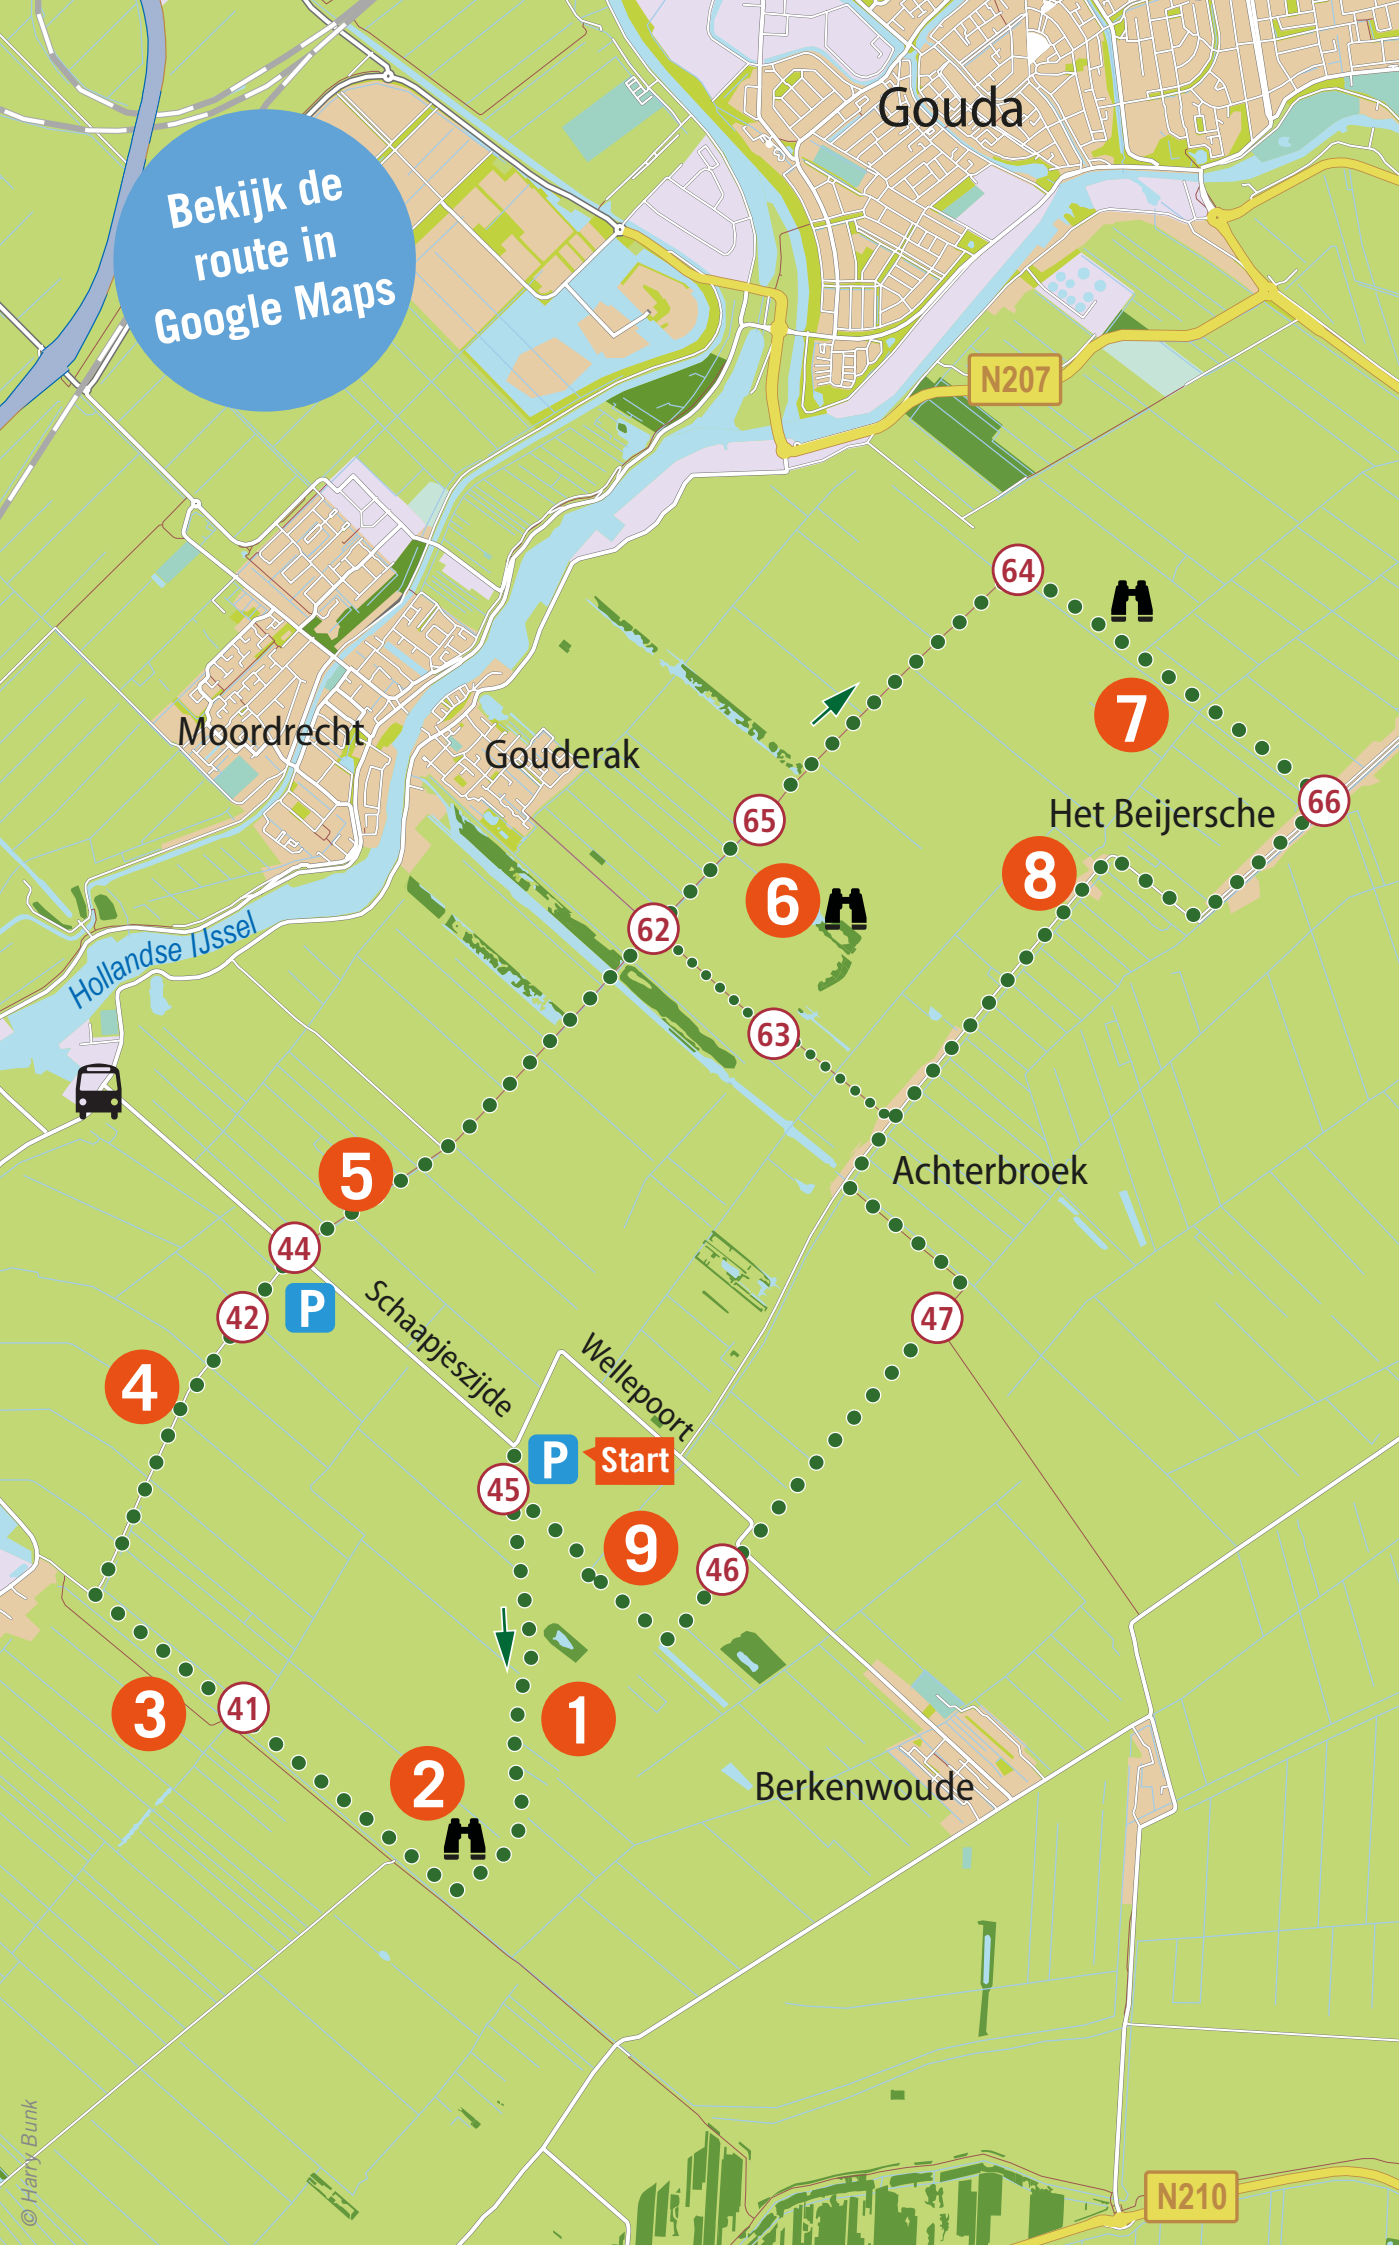 Gouda
Bekijk de
route in
Google Maps
N207
64
7
Moordrecht
Gouderak
66
Het Beijersche
65
8
6
62
Hollandse IJssel
63
5
Achterbroek
44
42
P
Schaapjeszijde
47
Wellepoort
4
P
Start
45
9
46
3
41
1
2
Berkenwoude
N210
© Harry Bunk